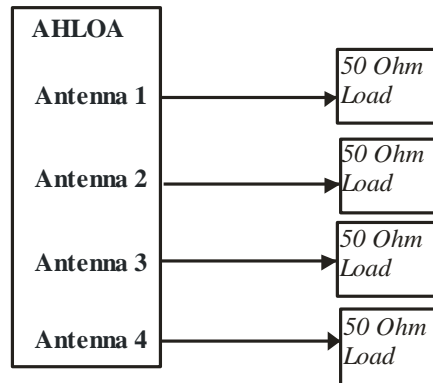 AHLOA
Antenna 1
50 Ohm
Load
Antenna 2
50 Ohm
Load
Antenna 3
50 Ohm
Load
Antenna 4
50 Ohm
Load